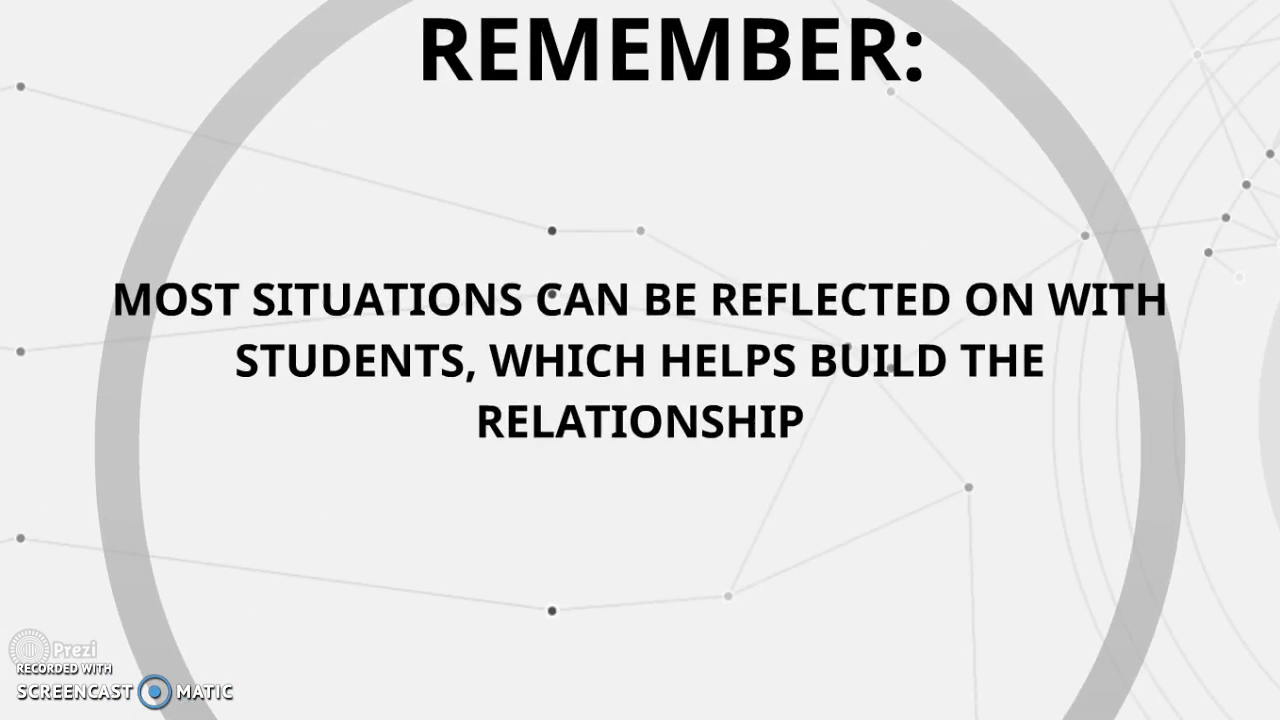 REMEMBER:
MOST SITUATIONS CAN BE REFLECTED ON WITH
STUDENTS, WHICH HELPS BUILD THE
RELATIONSHIP
Prezi
RECORDED WITH
SCREENCAST MATIC